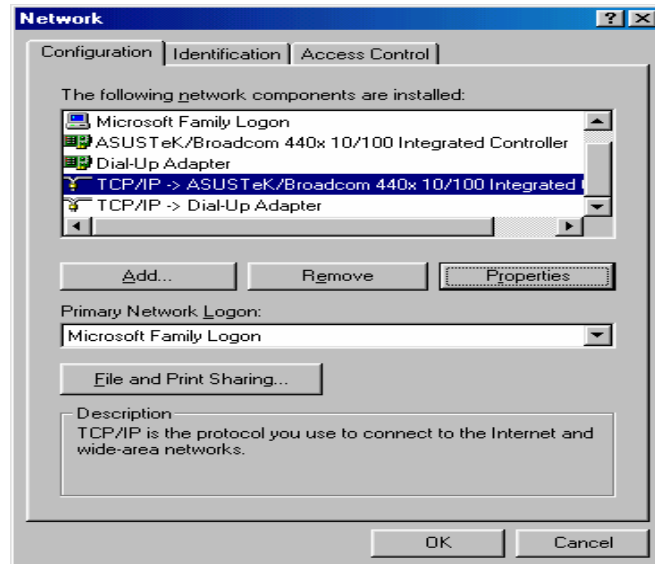 Network
Configuration Identification Access Control
The following network components are installed:
Microsoft Family Logon
ASUSTeK/Broadcom 440x 10/100 Integrated Controller
Dial-Up Adapter
TCP/IP -> ASUSTeK/Broadcom 440x 10/100 Integrated
TCP/IP -> Dial-Up Adapter
Add... Remove Properties
Primary Network Logon:
Microsoft Family Logon
File and Print Sharing...
Description
TCP/IP is the protocol you use to connect to the Internet and
wide-area networks.
OK Cancel